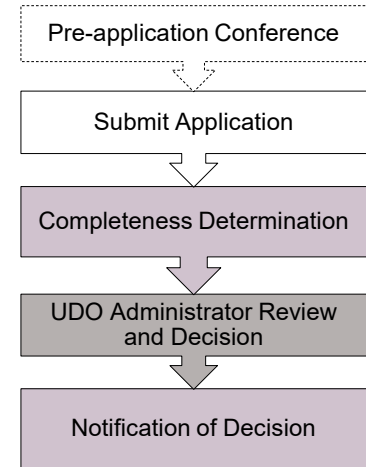 Pre-application Conference
Submit Application
Completeness Determination
UDO Administrator Review
and Decision
Notification of Decision